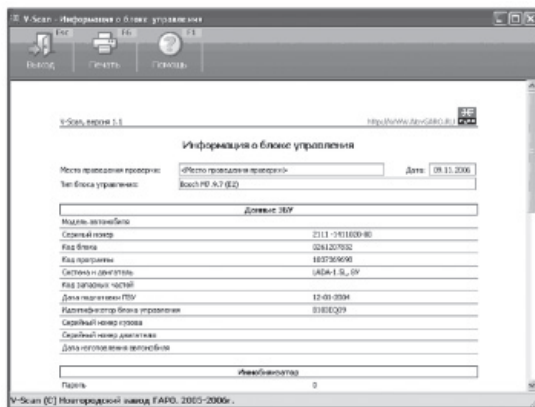 V-Scan - Информация о блоке управления
Esc F6 F1
Выход Печать Помощь
V-Scan, версия 1.1
Информация о блоке управления
Место проведения проверки: <Место проведения проверки> Дата: 09.11.2006
Тип блока управления: Bosch M7.9.7 (E2)
Данные ЭБУ
Модель автомобиля
Серийный номер 2111 -1411020-80
Код блока 0261207832
Код программы
Система и двигатель LADA-1.5L, 8V
Код запасных частей
Дата подготовки ПЗУ 12-01-2004
Идентификатор блока управления
Серийный номер кузова
Серийный номер двигателя
Дата изготовления автомобиля
Иммобилизатор
Пароль 0
V-Scan (C) Новгородский завод ГАРО. 2005-2006г.